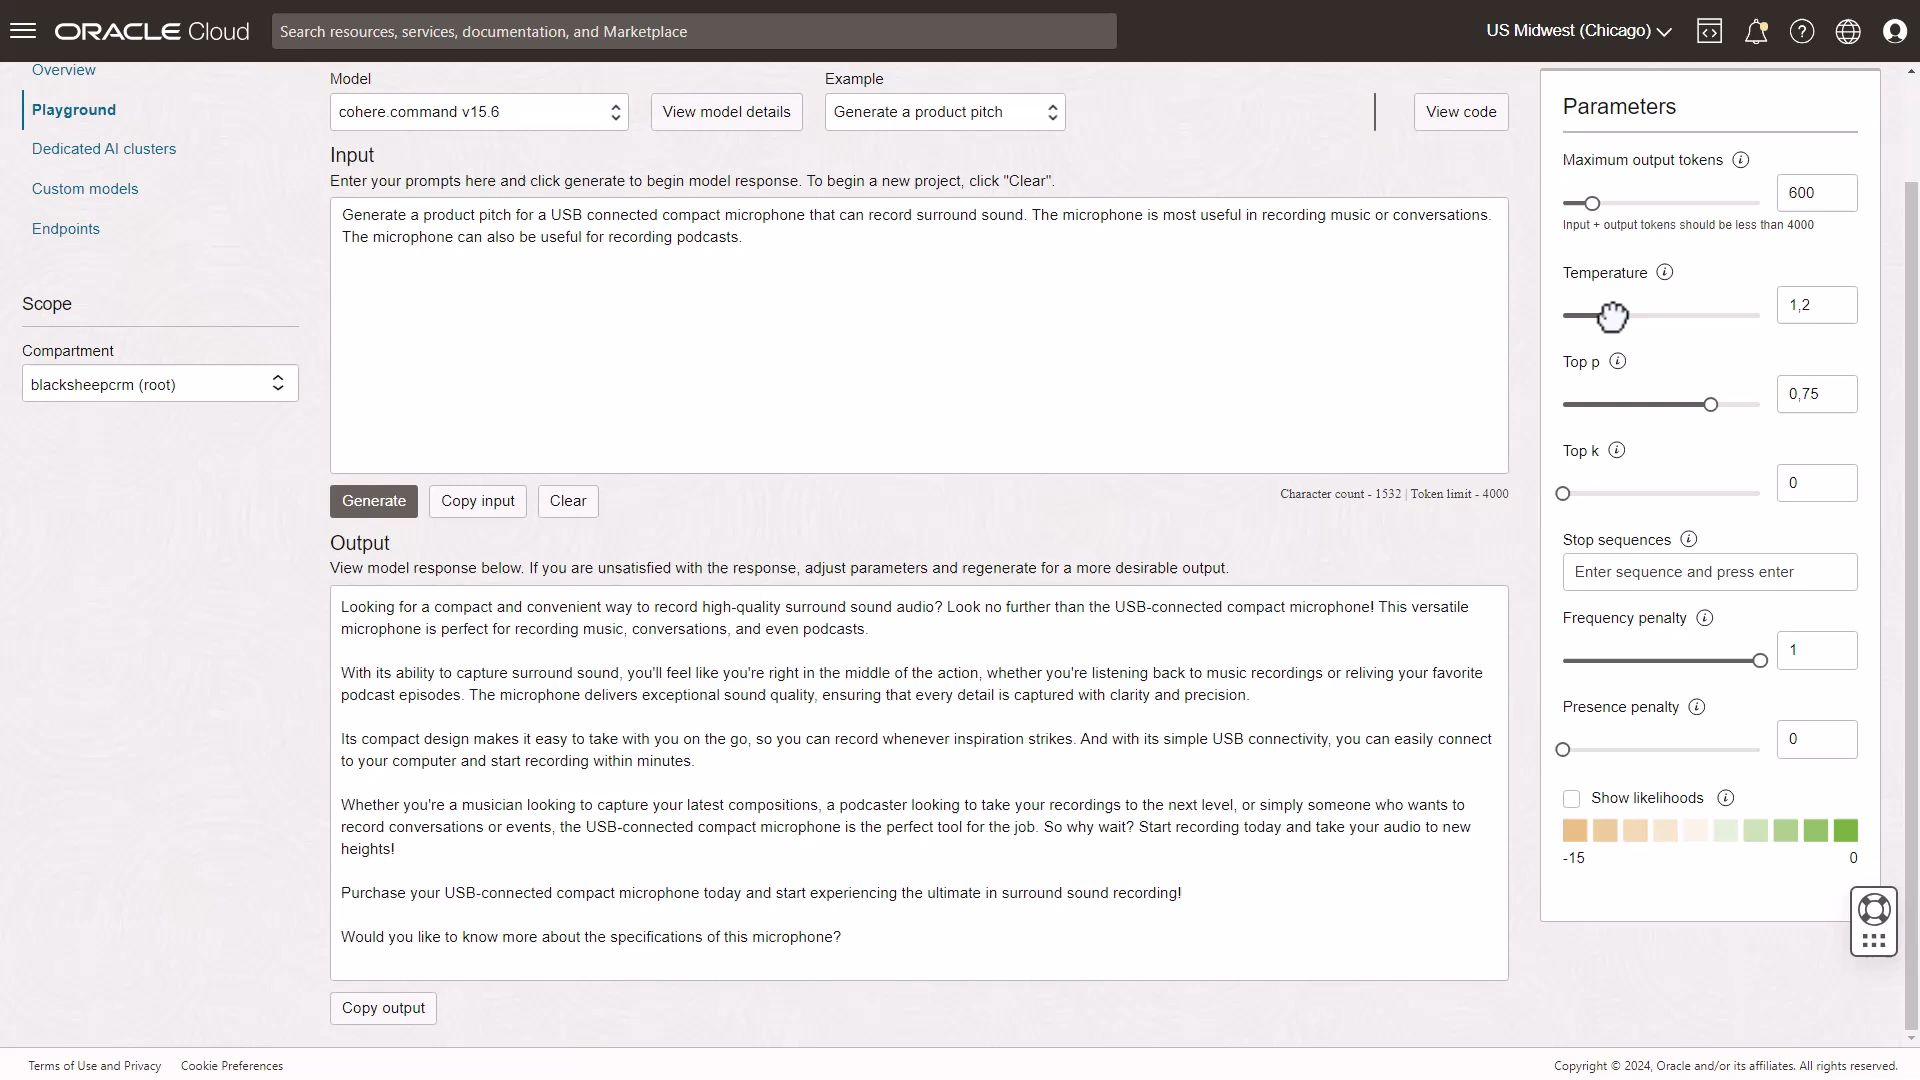 ORACLE Cloud
Search resources, services, documentation, and Marketplace
US Midwest (Chicago)
Overview
Playground
Dedicated AI clusters
Custom models
Endpoints
Scope
Compartment
blacksheepcrm (root)
Model
Example
cohere.command v15.6
View model details
Generate a product pitch
View code
Input
Enter your prompts here and click generate to begin model response. To begin a new project, click "Clear".
Generate a product pitch for a USB connected compact microphone that can record surround sound. The microphone is most useful in recording music or conversations.
The microphone can also be useful for recording podcasts.
Generate
Copy input
Clear
Character count - 1532 | Token limit - 4000
Output
View model response below. If you are unsatisfied with the response, adjust parameters and regenerate for a more desirable output.
Looking for a compact and convenient way to record high-quality surround sound audio? Look no further than the USB-connected compact microphone! This versatile
microphone is perfect for recording music, conversations, and even podcasts.
With its ability to capture surround sound, you'll feel like you're right in the middle of the action, whether you're listening back to music recordings or reliving your favorite
podcast episodes. The microphone delivers exceptional sound quality, ensuring that every detail is captured with clarity and precision.
Its compact design makes it easy to take with you on the go, so you can record whenever inspiration strikes. And with its simple USB connectivity, you can easily connect
to your computer and start recording within minutes.
Whether you're a musician looking to capture your latest compositions, a podcaster looking to take your recordings to the next level, or simply someone who wants to
record conversations or events, the USB-connected compact microphone is the perfect tool for the job. So why wait? Start recording today and take your audio to new
heights!
Purchase your USB-connected compact microphone today and start experiencing the ultimate in surround sound recording!
Would you like to know more about the specifications of this microphone?
Copy output
Parameters
Maximum output tokens
600
Input + output tokens should be less than 4000
Temperature
1,2
Top p
0,75
Top k
0
Stop sequences
Enter sequence and press enter
Frequency penalty
1
Presence penalty
0
Show likelihoods
-15
0
Terms of Use and Privacy
Cookie Preferences
Copyright © 2024, Oracle and/or its affiliates. All rights reserved.